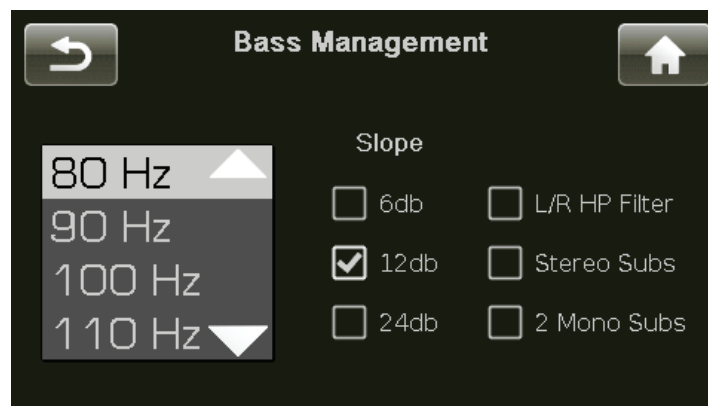 Bass Management
80 Hz
90 Hz
100 Hz
110 Hz
Slope
6db
12db
24db
L/R HP Filter
Stereo Subs
2 Mono Subs